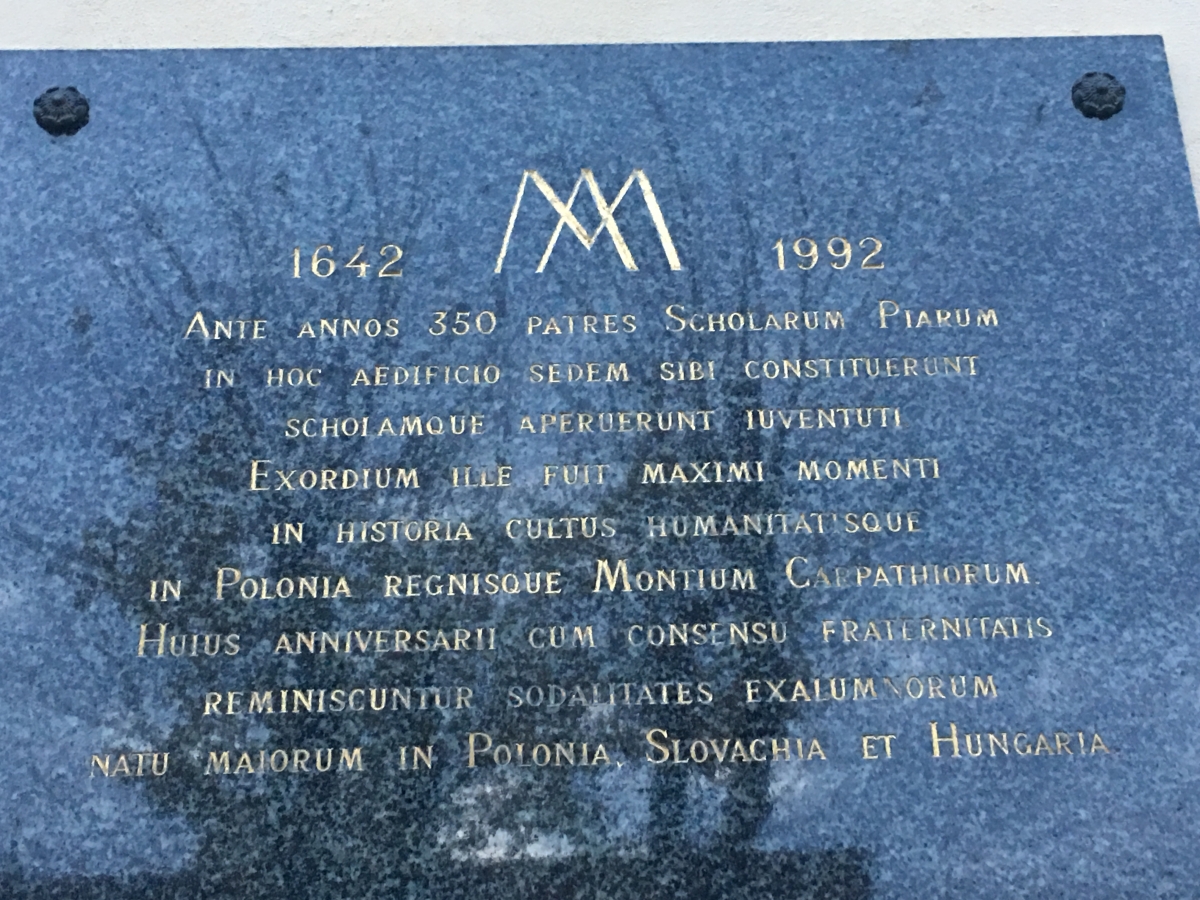 1642 AM 1992
ANTE ANNOS 350 PATRES SCHOLARUM PIARUM
IN HOC AEDIFICIO SEDEM SIBI CONSTITUERUNT
SCHOLAMQUE APERUERUNT IUVENTUTI
EXORDIUM ILLE FUIT MAXIMI MOMENTI
IN HISTORIA CULTUS HUMANITATISQUE
IN POLONIA REGNISQUE MONTIUM CARPATHIORUM.
HUIUS ANNIVERSARII CUM CONSENSU FRATERNITATIS
REMINISCUNTUR SODALITATES EXALUMNORUM
NATU MAIORUM IN POLONIA, SLOVACHIA ET HUNGARIA.